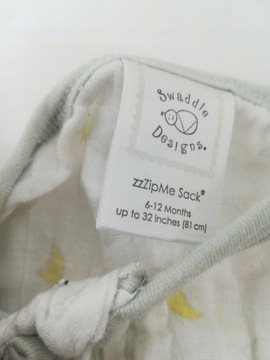 Swaddle
Designs®
zzZipMe Sack®
6-12 Months
up to 32 inches (81 cm)